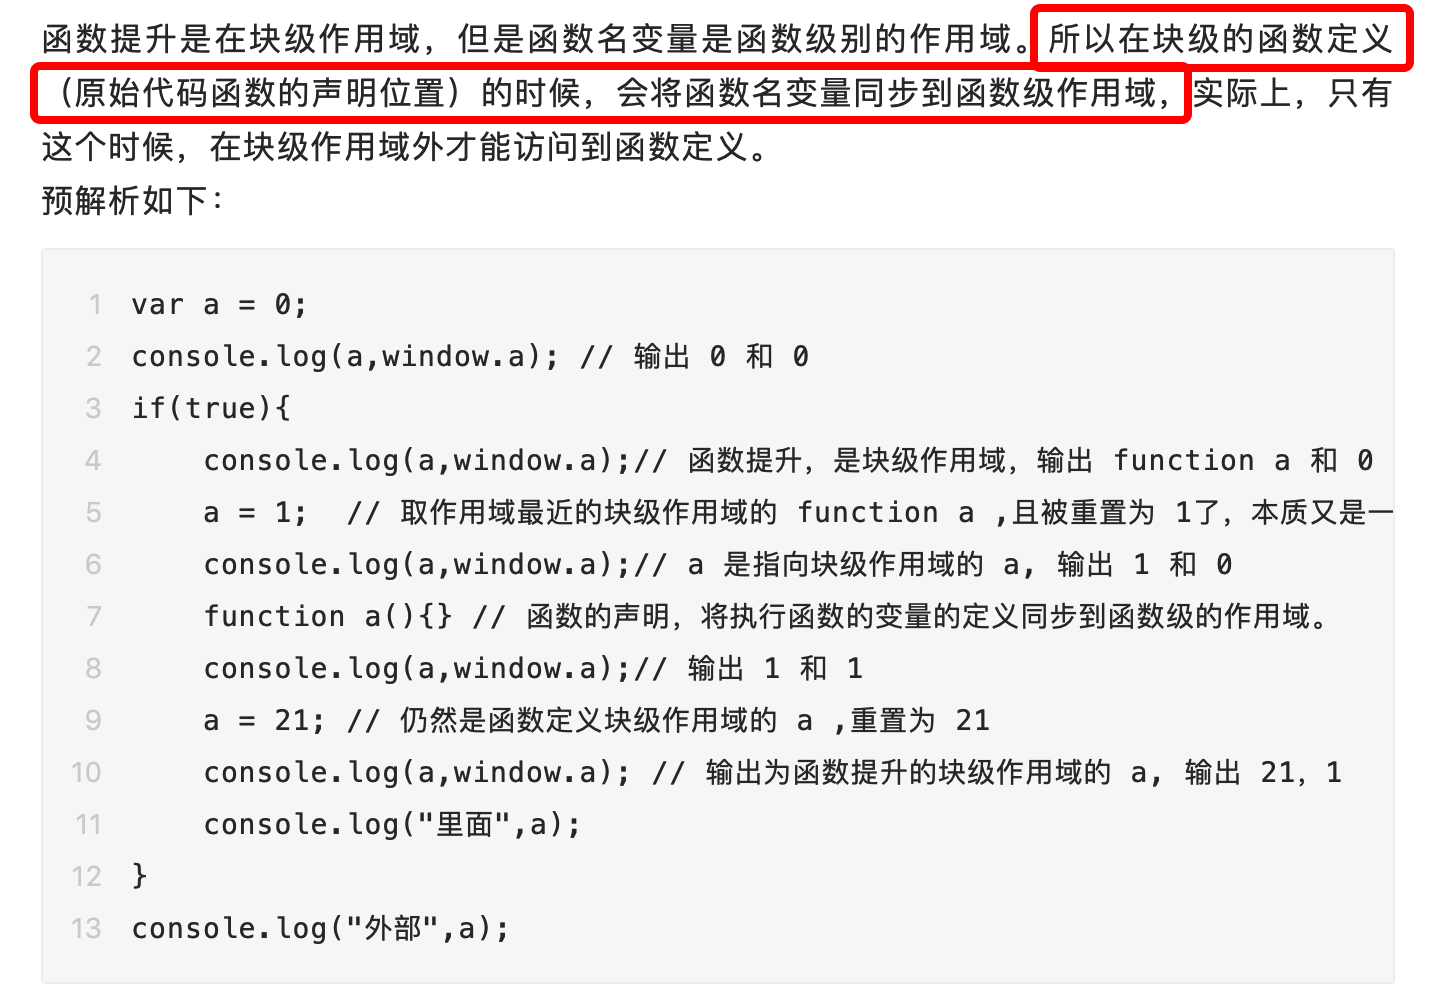 函数提升是在块级作用域，但是函数名变量是函数级别的作用域。所以在块级的函数定义
（原始代码函数的声明位置）的时候，会将函数名变量同步到函数级作用域，实际上，只有
这个时候，在块级作用域外才能访问到函数定义。
预解析如下：
1 var a = 0;
2 console.log(a,window.a); // 输出 0 和 0
3 if(true){
4     console.log(a,window.a);// 函数提升，是块级作用域，输出 function a 和 0
5     a = 1;  // 取作用域最近的块级作用域的 function a ,且被重置为 1了，本质又是一
6     console.log(a,window.a);// a 是指向块级作用域的 a, 输出 1 和 0
7     function a(){} // 函数的声明，将执行函数的变量的定义同步到函数级的作用域。
8     console.log(a,window.a);// 输出 1 和 1
9     a = 21; // 仍然是函数定义块级作用域的 a ,重置为 21
10     console.log(a,window.a); // 输出为函数提升的块级作用域的 a, 输出 21，1
11     console.log("里面",a);
12 }
13 console.log("外部",a);